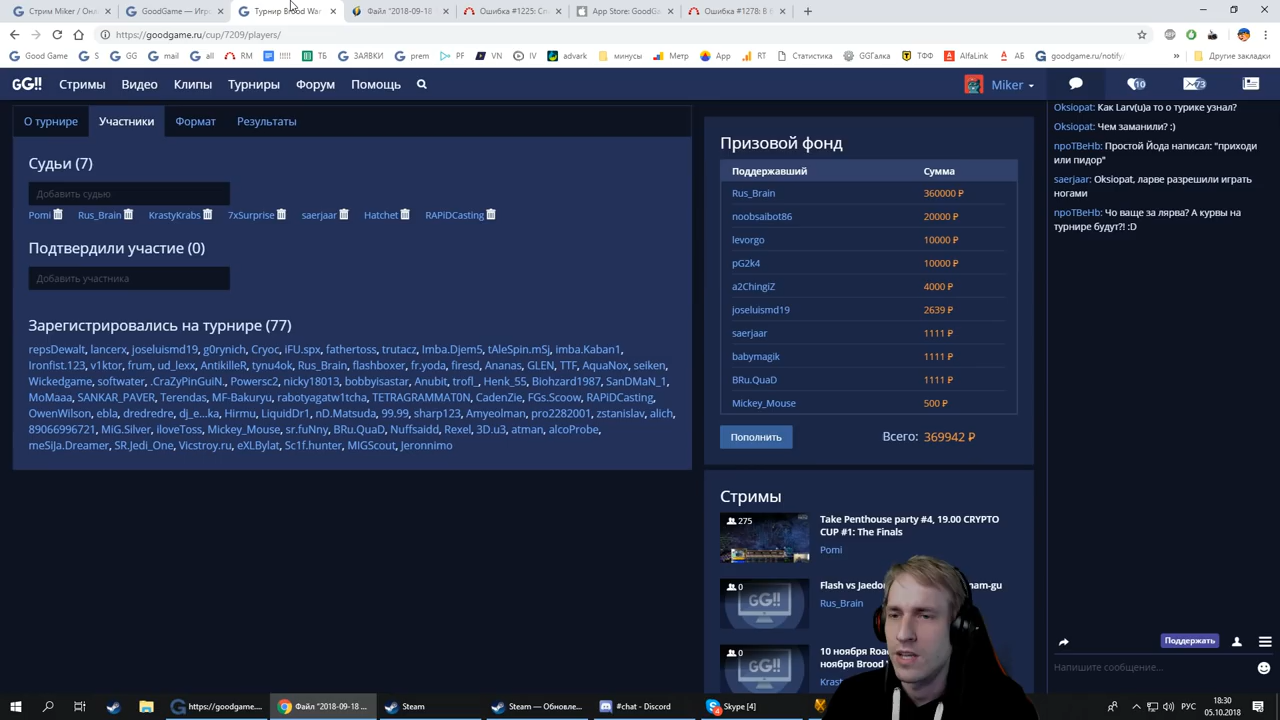 Стрим Miker / Онл
GoodGame — Игрс
Турнир Brood War
Файл "2018-09-18
Ошибка #1225: Сп
App Store: GoodGa
Ошибка #1278: В б
https://goodgame.ru/cup/7209/players/
Good Game
G
GG
G mail
G com
G S
G St
RM
600
ТБ
ЗАЯВКИ
G prem
PF
VN
IV
advark
минусы
Метр
App
RT
Статистика
GGГалка
ТФФ
AlfaLink
АБ
goodgame.ru/notify
»
Другие закладки
GG!!
Стримы
Видео
Клипы
Турниры
Форум
Помощь
Miker
10
73
О турнире
Участники
Формат
Результаты
Судьи (7)
Добавить судью
Pomi
Rus_Brain
KrastyKrabs
7xSurprise
saerjaar
Hatchet
RAPiDCasting
Подтвердили участие (0)
Добавить участника
Зарегистрировались на турнире (77)
repsDewalt, lancerx, joseluismd19, g0rynich, Cryoc, iFU.spx, fathertoss, trutacz, Imba.Djem5, tAleSpin.mSj, imba.Kaban1,
Ironfist.123, v1ktor, frum, ud_lexx, AntikilleR, tynu4ok, Rus_Brain, flashboxer, fr.yoda, firesd, Ananas, GLEN, TTF, AquaNox, seiken,
Wickedgame, softwater, .CraZyPinGuiN., Powersc2, nicky18013, bobbyisastar, Anubit, trofl_, Henk_55, Biohzard1987, SanDMaN_1,
MoMaaa, SANKAR_PAVER, Terendas, MF-Bakuryu, rabotyagatw1tcha, TETRAGRAMMAT0N, CadenZie, FGs.Scoow, RAPiDCasting,
OwenWilson, ebla, dredredre, dj_e...ka, Hirmu, LiquidDr1, nD.Matsuda, 99.99, sharp123, Amyeolman, pro2282001, zstanislav, alich,
89066996721, MiG.Silver, iloveToss, Mickey_Mouse, sr.fuNny, BRu.QuaD, Nuffsaidd, Rexel, 3D.u3, atman, alcoProbe,
meSiJa.Dreamer, SR.Jedi_One, Vicstroy.ru, eXLBylat, Sc1f.hunter, MIGScout, Jeronnimo
Призовой фонд
Поддержавший Сумма
Rus_Brain 360000 ₽
noobsaibot86 20000 ₽
levorgo 10000 ₽
pG2k4 10000 ₽
a2ChingiZ 4000 ₽
joseluismd19 2639 ₽
saerjaar 1111 ₽
babymagik 1111 ₽
BRu.QuaD 1111 ₽
Mickey_Mouse 500 ₽
Пополнить
Всего: 369942 ₽
Стримы
275
Take Penthouse party #4, 19.00 CRYPTO
CUP #1: The Finals
Pomi
0
GG!!
Flash vs Jaedo
nam-gu
Rus_Brain
0
GG!!
10 ноября
ноября Brood
Krast
Oksiopat: Как Larv(u)a то о турике узнал?
Oksiopat: Чем заманили? :)
npoTBeHb: Простой Йода написал: "приходи
или пидор"
saerjaar: Oksiopat, ларве разрешили играть
ногами
npoTBeHb: Чо ваще за лярва? А курвы на
турнире будут?! :D
Поддержать
Напишите сообщение...
https://goodgame....
Файл "2018-09-18 ...
Steam
Steam — Обновле...
#chat - Discord
Skype [4]
РУС
18:30
05.10.2018